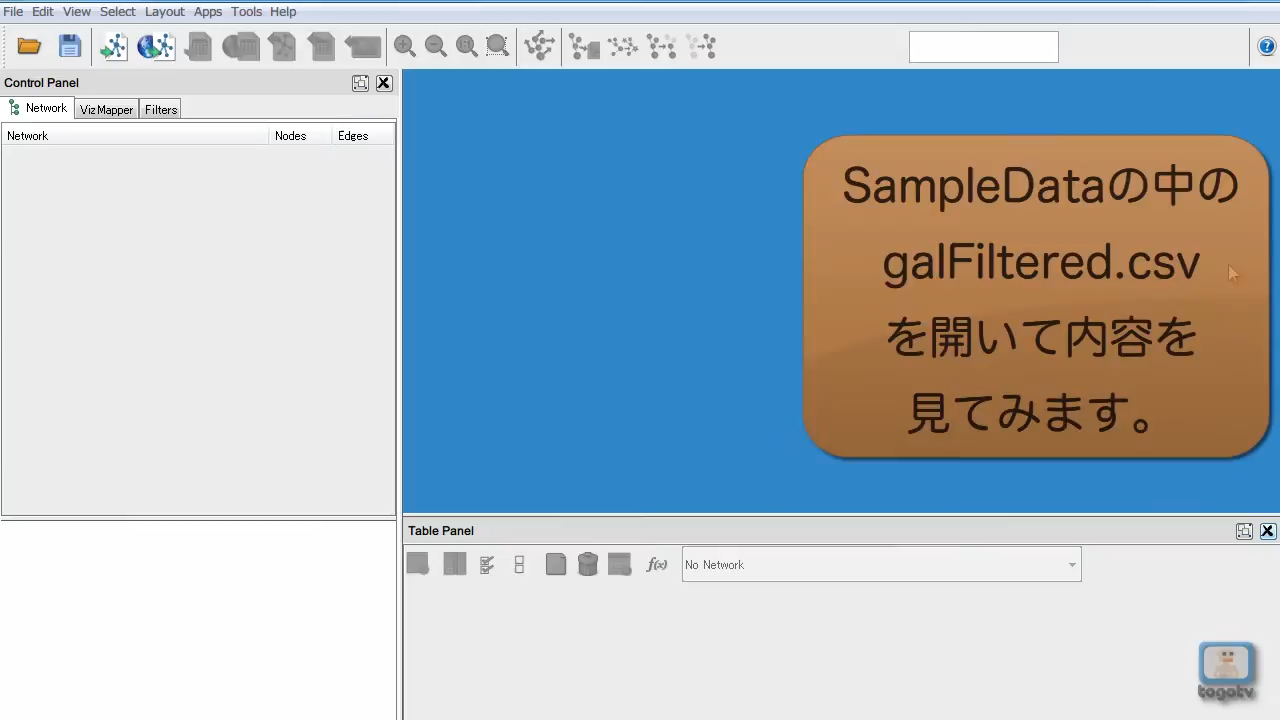 File Edit View Select Layout Apps Tools Help
Control Panel
Network VizMapper Filters
Network Nodes Edges
SampleDataの中の
galFiltered.csv
を開いて内容を
見てみます。
Table Panel
f(x) No Network
togotv